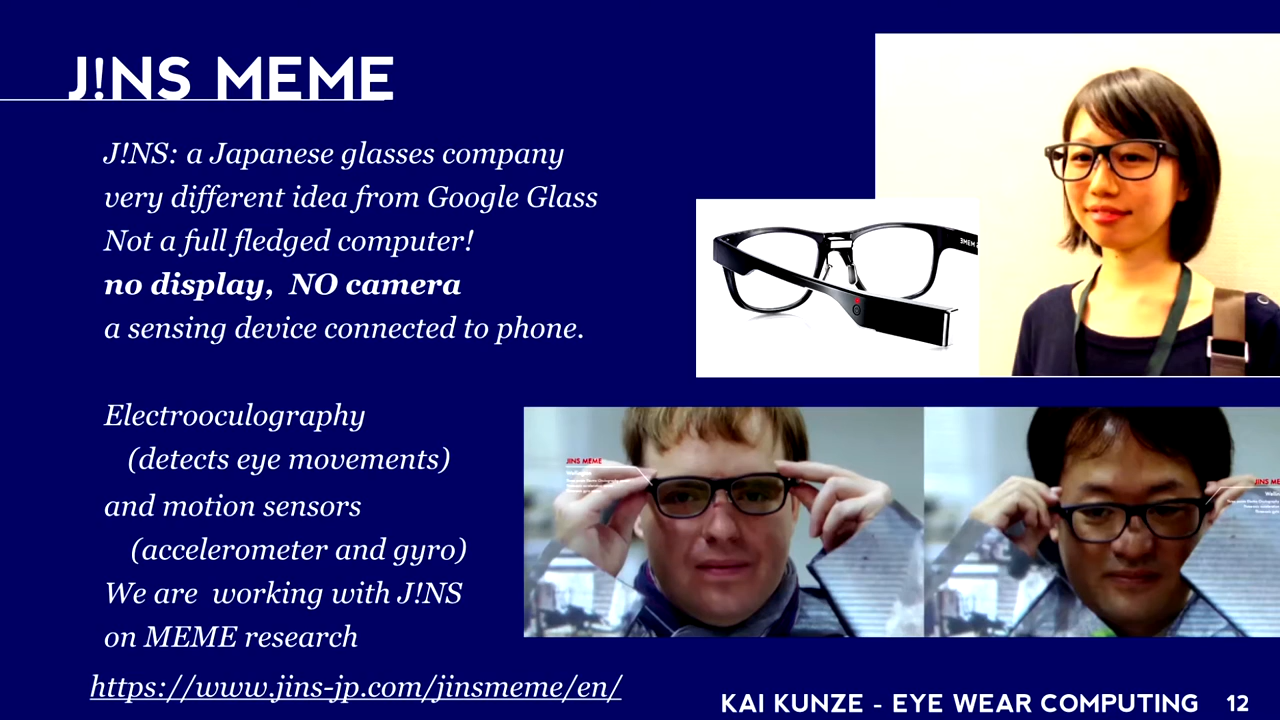 J!NS MEME
J!NS: a Japanese glasses company
very different idea from Google Glass
Not a full fledged computer!
no display, NO camera
a sensing device connected to phone.
Electrooculography
(detects eye movements)
and motion sensors
(accelerometer and gyro)
We are working with J!NS
on MEME research
https://www.jins-jp.com/jinsmeme/en/
JINS MEME
JINS ME
KAI KUNZE - EYE WEAR COMPUTING 12